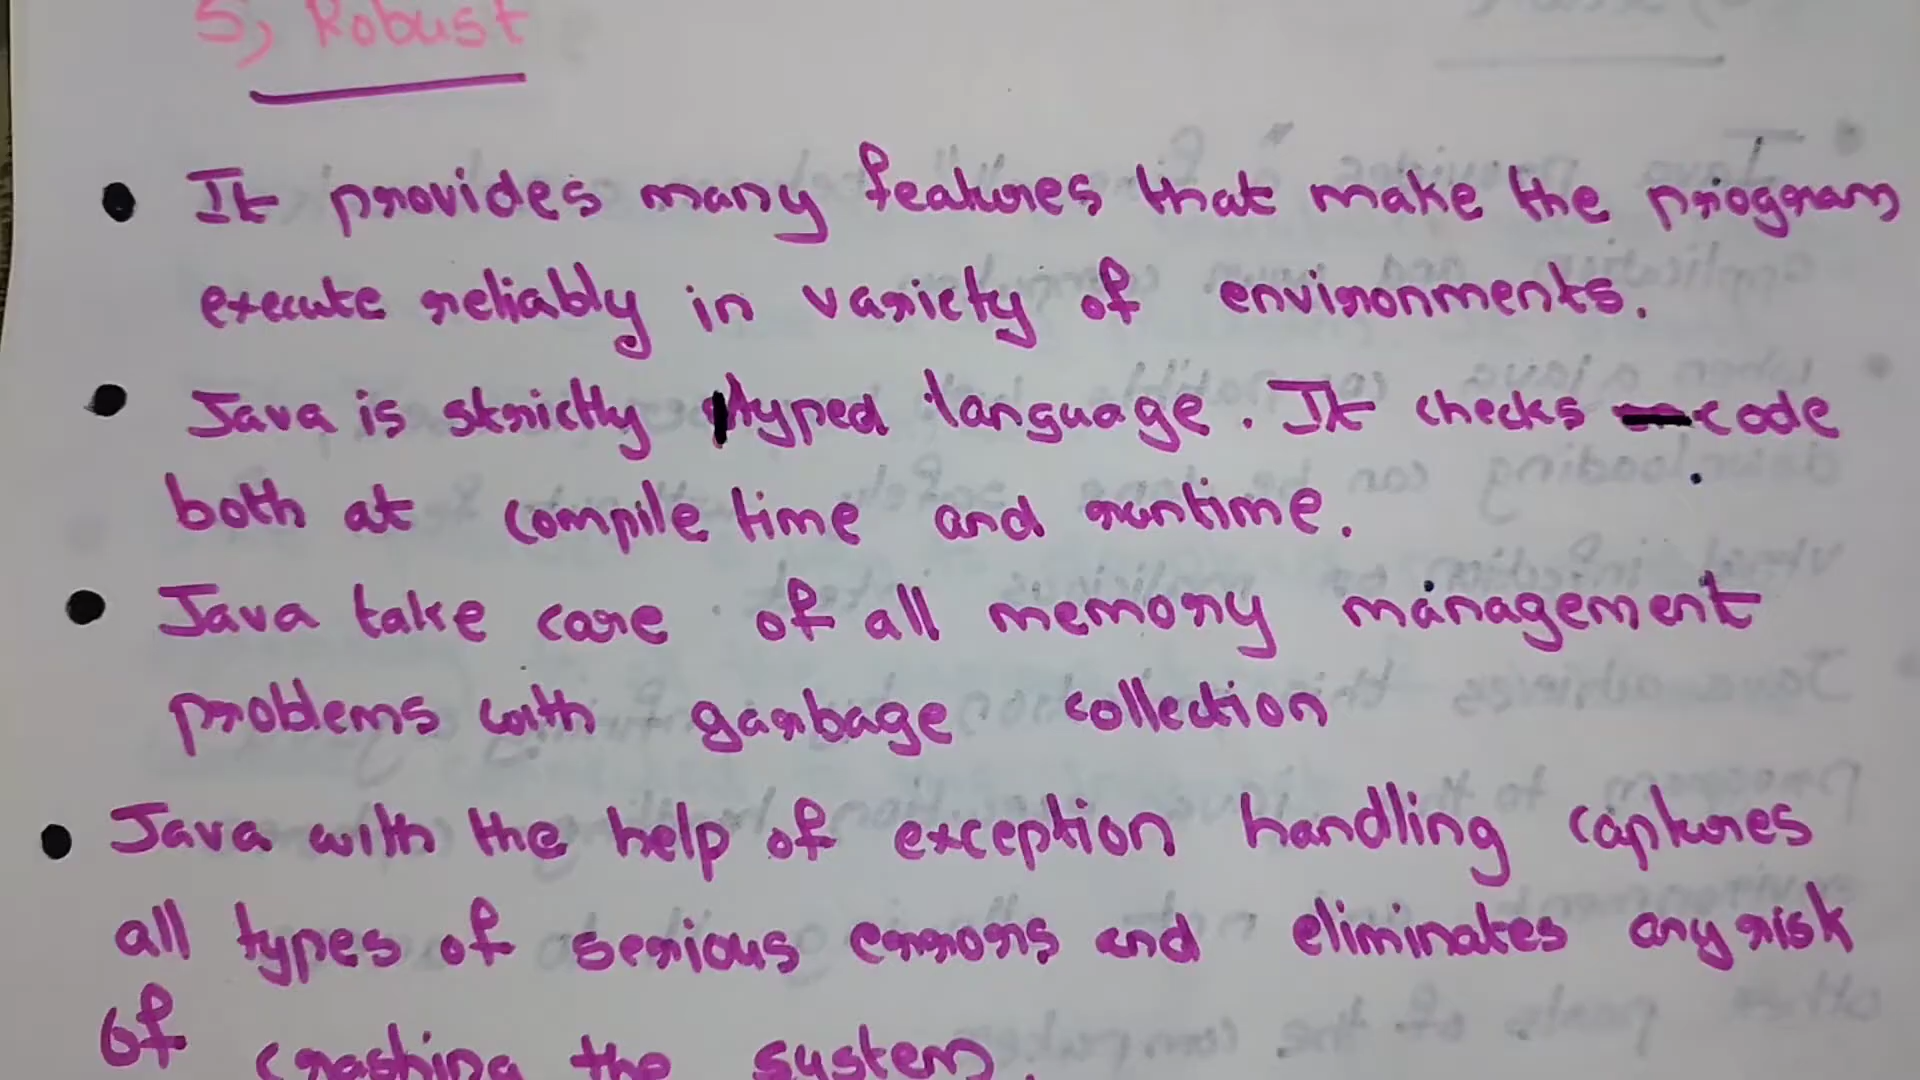 5, Robust
• It provides many features that make the program
execute reliably in variety of environments.
• Java is strictly typed language. It checks code
both at compile time and runtime.
• Java take care of all memory management
problems with garbage collection
• Java with the help of exception handling captures
all types of serious errors and eliminates any risk
of crashing the system.